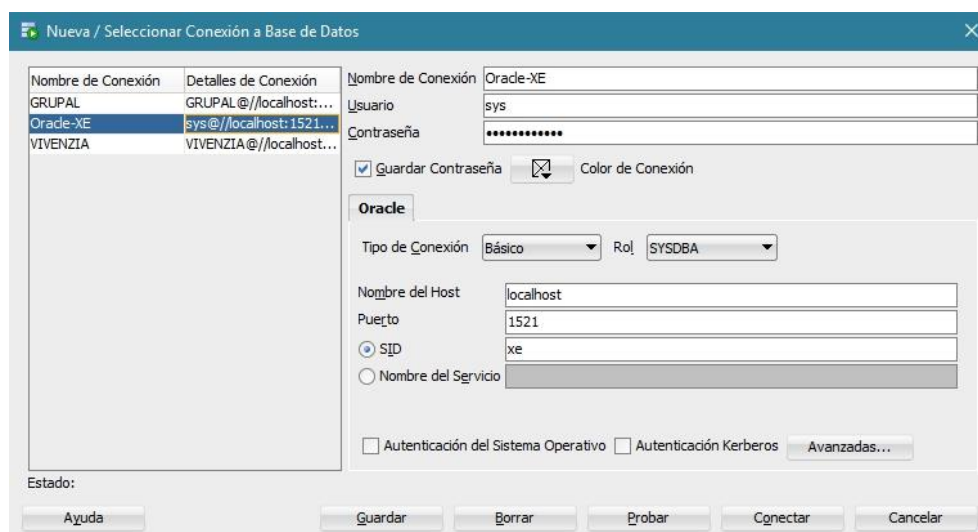 Nueva / Seleccionar Conexión a Base de Datos
Nombre de Conexión Detalles de Conexión
GRUPAL GRUPAL@//localhost:...
Oracle-XE sys@//localhost:1521...
VIVENZIA VIVENZIA@//localhost...
Nombre de Conexión Oracle-XE
Usuario sys
Contraseña ••••••••••••
Guardar Contraseña Color de Conexión
Oracle
Tipo de Conexión Básico Rol SYSDBA
Nombre del Host localhost
Puerto 1521
SID xe
Nombre del Servicio
Autenticación del Sistema Operativo Autenticación Kerberos Avanzadas...
Estado:
Ayuda Guardar Borrar Probar Conectar Cancelar